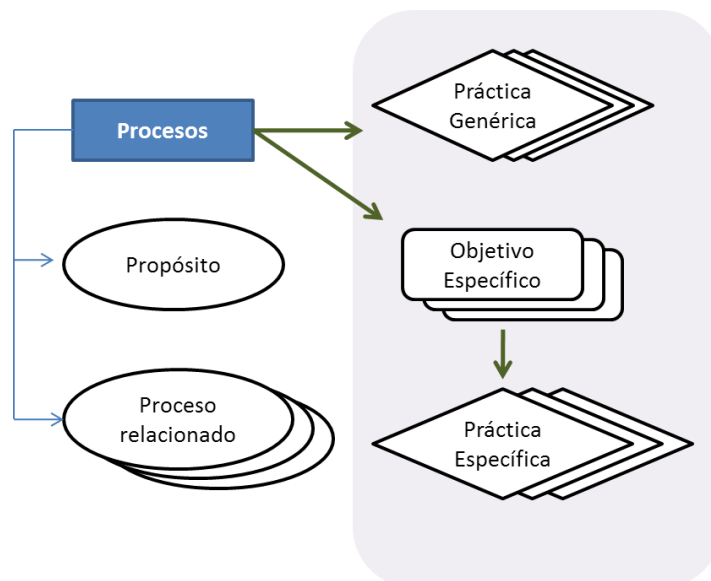 Procesos
Práctica
Genérica
Propósito
Objetivo
Específico
Proceso
relacionado
Práctica
Específica